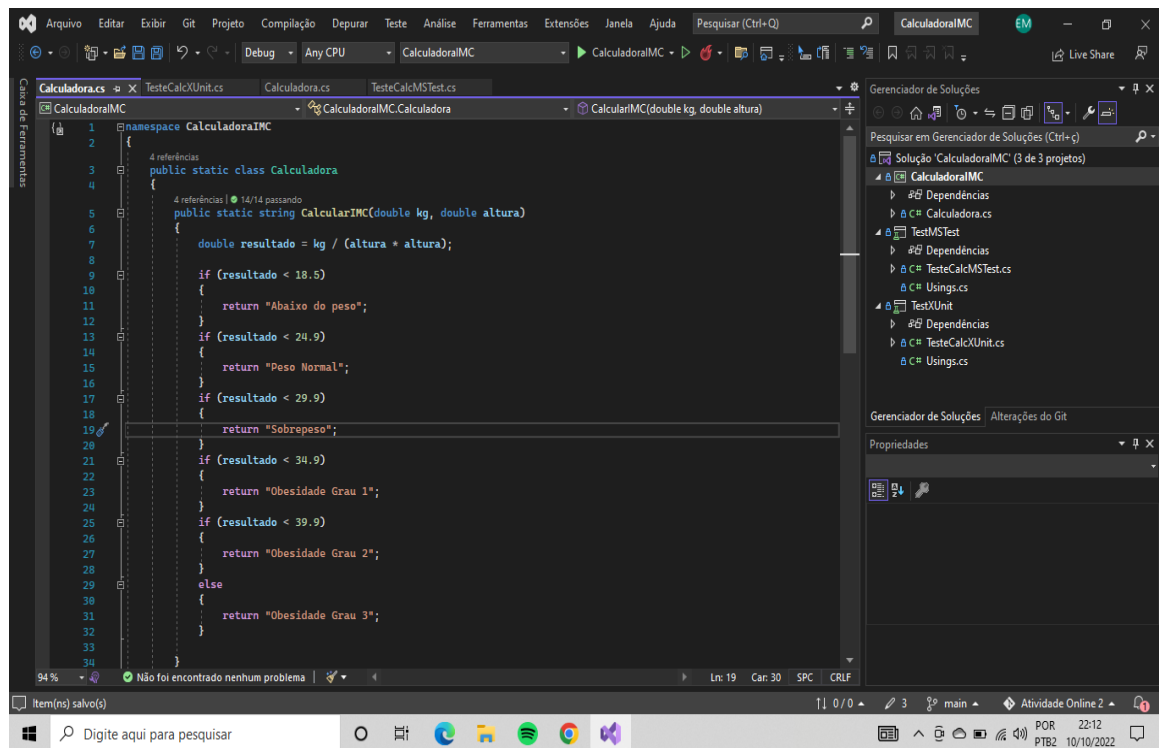 Arquivo Editar Exibir Git Projeto Compilação Depurar Teste Análise Ferramentas Extensões Janela Ajuda Pesquisar (Ctrl+Q) CalculadoraIMC EM
Debug Any CPU CalculadoraIMC CalculadoraIMC Live Share
Caixa de Ferramentas
Calculadora.cs TesteCalcXUnit.cs Calculadora.cs TesteCalcMSTest.cs
CalculadoraIMC CalculadoraIMC.Calculadora CalcularIMC(double kg, double altura)
1 namespace CalculadoraIMC
2 {
4 referências
3 public static class Calculadora
4 {
4 referências | 14/14 passando
5 public static string CalcularIMC(double kg, double altura)
6 {
7 double resultado = kg / (altura * altura);
8
9 if (resultado < 18.5)
10 {
11 return "Abaixo do peso";
12 }
13 if (resultado < 24.9)
14 {
15 return "Peso Normal";
16 }
17 if (resultado < 29.9)
18 {
19 return "Sobrepeso";
20 }
21 if (resultado < 34.9)
22 {
23 return "Obesidade Grau 1";
24 }
25 if (resultado < 39.9)
26 {
27 return "Obesidade Grau 2";
28 }
29 else
30 {
31 return "Obesidade Grau 3";
32 }
33
34 }
94 % Não foi encontrado nenhum problema Ln: 19 Car: 30 SPC CRLF
Gerenciador de Soluções
Pesquisar em Gerenciador de Soluções (Ctrl+ç)
Solução 'CalculadoraIMC' (3 de 3 projetos)
CalculadoraIMC
Dependências
C# Calculadora.cs
TestMSTest
Dependências
C# TesteCalcMSTest.cs
C# Usings.cs
TestXUnit
Dependências
C# TesteCalcXUnit.cs
C# Usings.cs
Gerenciador de Soluções Alterações do Git
Propriedades
Item(ns) salvo(s) 0 / 0 3 main Atividade Online 2 1
Digite aqui para pesquisar POR 22:12
PTB2 10/10/2022